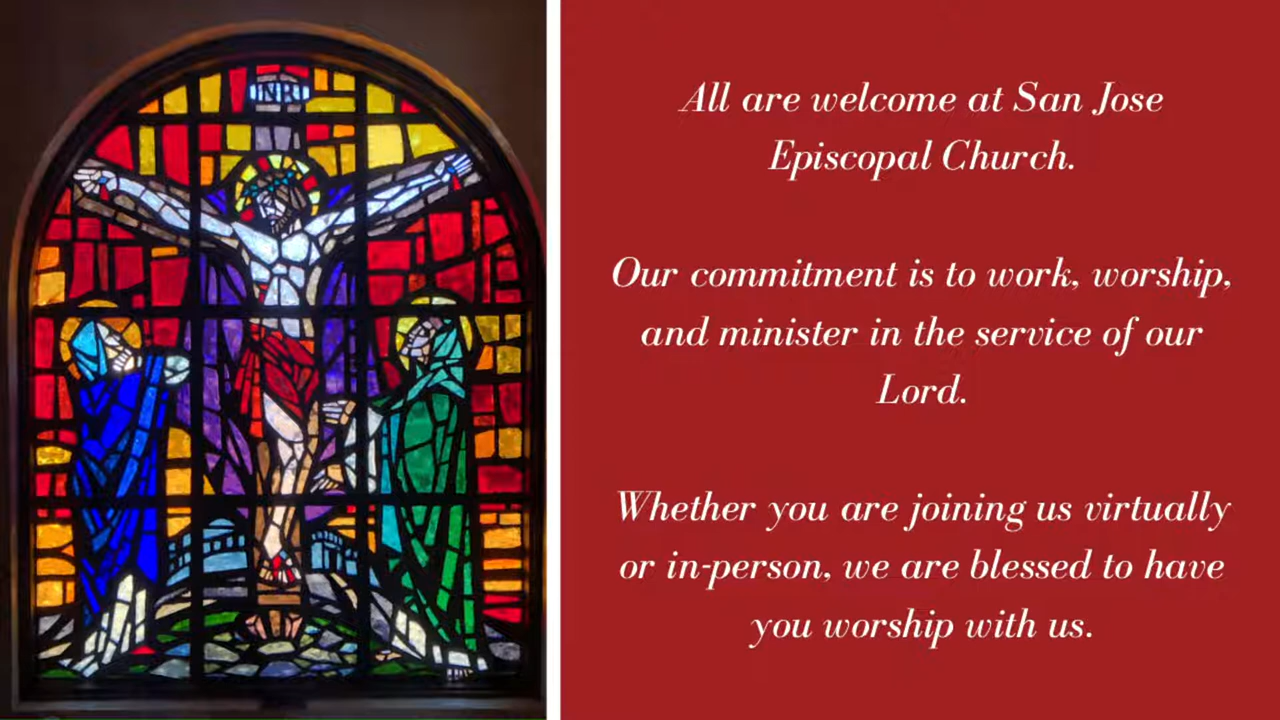 INRI
All are welcome at San Jose
Episcopal Church.
Our commitment is to work, worship,
and minister in the service of our
Lord.
Whether you are joining us virtually
or in-person, we are blessed to have
you worship with us.